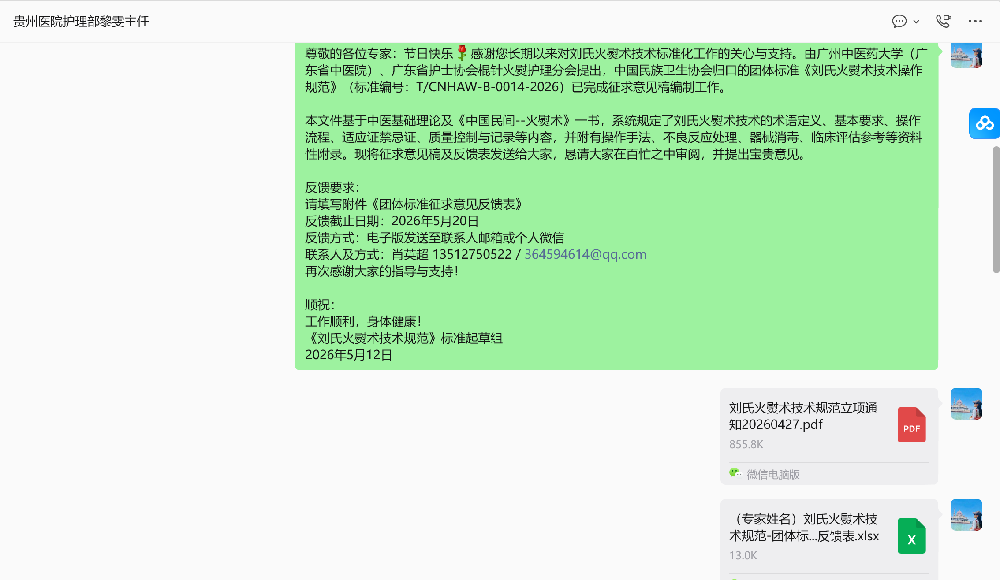 贵州医院护理部黎雯主任
尊敬的各位专家：节日快乐🌹感谢您长期以来对刘氏火熨术技术标准化工作的关心与支持。由广州中医药大学（广
东省中医院）、广东省护士协会棍针火熨护理分会提出，中国民族卫生协会归口的团体标准《刘氏火熨术技术操作
规范》（标准编号：T/CNHAW-B-0014-2026）已完成征求意见稿编制工作。
本文件基于中医基础理论及《中国民间--火熨术》一书，系统规定了刘氏火熨术技术的术语定义、基本要求、操作
流程、适应证禁忌证、质量控制与记录等内容，并附有操作手法、不良反应处理、器械消毒、临床评估参考等资料
性附录。现将征求意见稿及反馈表发送给大家，恳请大家在百忙之中审阅，并提出宝贵意见。
反馈要求：
请填写附件《团体标准征求意见反馈表》
反馈截止日期：2026年5月20日
反馈方式：电子版发送至联系人邮箱或个人微信
联系人及方式：肖英超 13512750522 / 364594614@qq.com
再次感谢大家的指导与支持！
顺祝：
工作顺利，身体健康！
《刘氏火熨术技术规范》标准起草组
2026年5月12日
刘氏火熨术技术规范立项通
知20260427.pdf
PDF
855.8K
微信电脑版
（专家姓名）刘氏火熨术技
术规范-团体标...反馈表.xlsx
X
13.0K